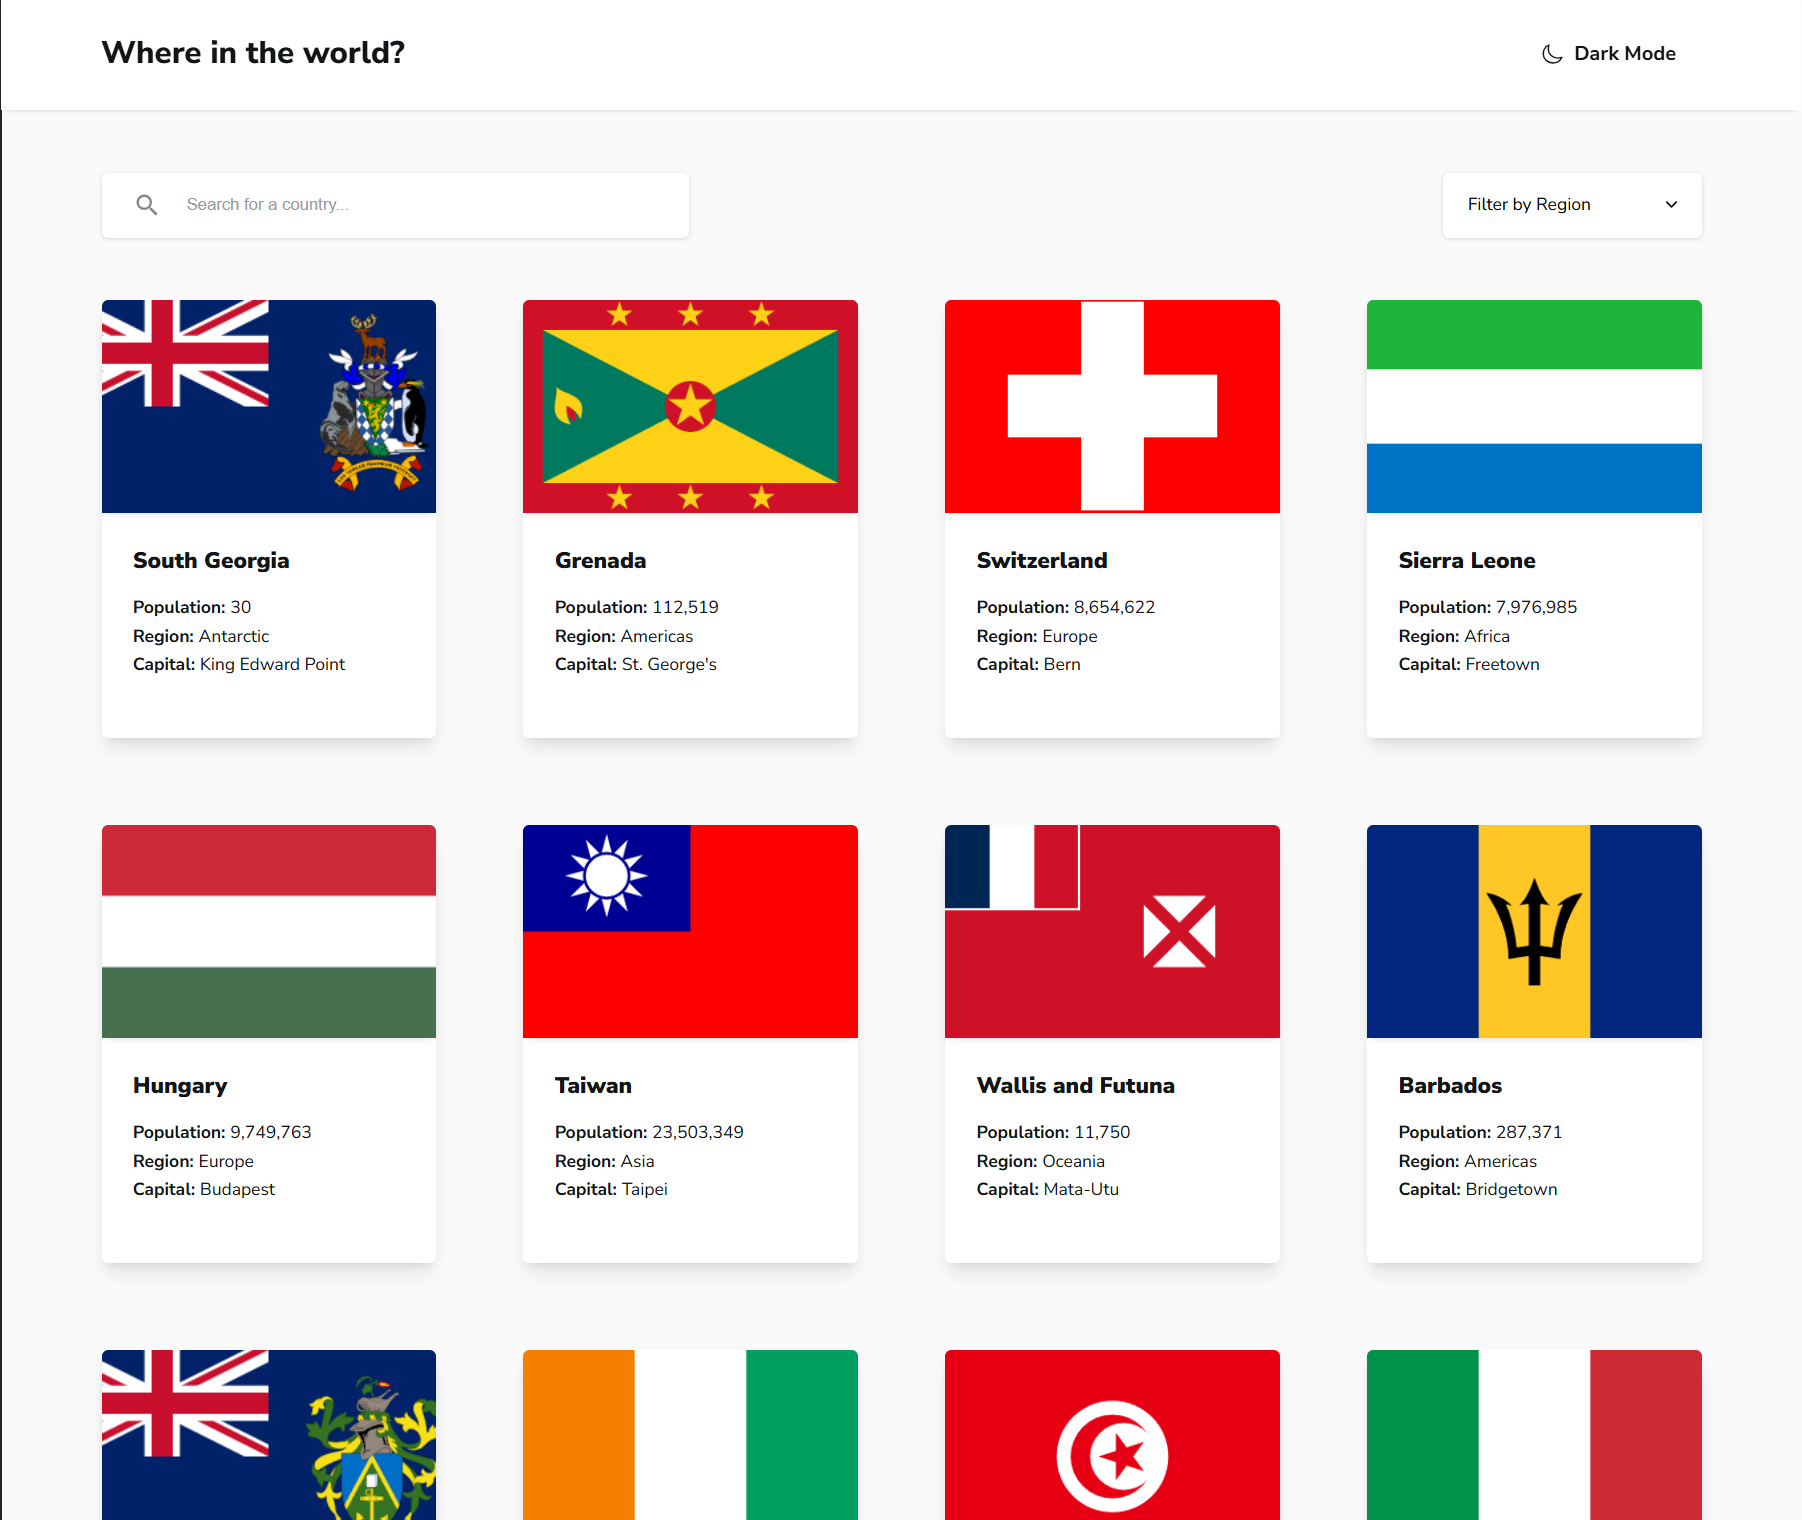 Where in the world?
Dark Mode
Search for a country...
Filter by Region
South Georgia
Population: 30
Region: Antarctic
Capital: King Edward Point
Grenada
Population: 112,519
Region: Americas
Capital: St. George's
Switzerland
Population: 8,654,622
Region: Europe
Capital: Bern
Sierra Leone
Population: 7,976,985
Region: Africa
Capital: Freetown
Hungary
Population: 9,749,763
Region: Europe
Capital: Budapest
Taiwan
Population: 23,503,349
Region: Asia
Capital: Taipei
Wallis and Futuna
Population: 11,750
Region: Oceania
Capital: Mata-Utu
Barbados
Population: 287,371
Region: Americas
Capital: Bridgetown